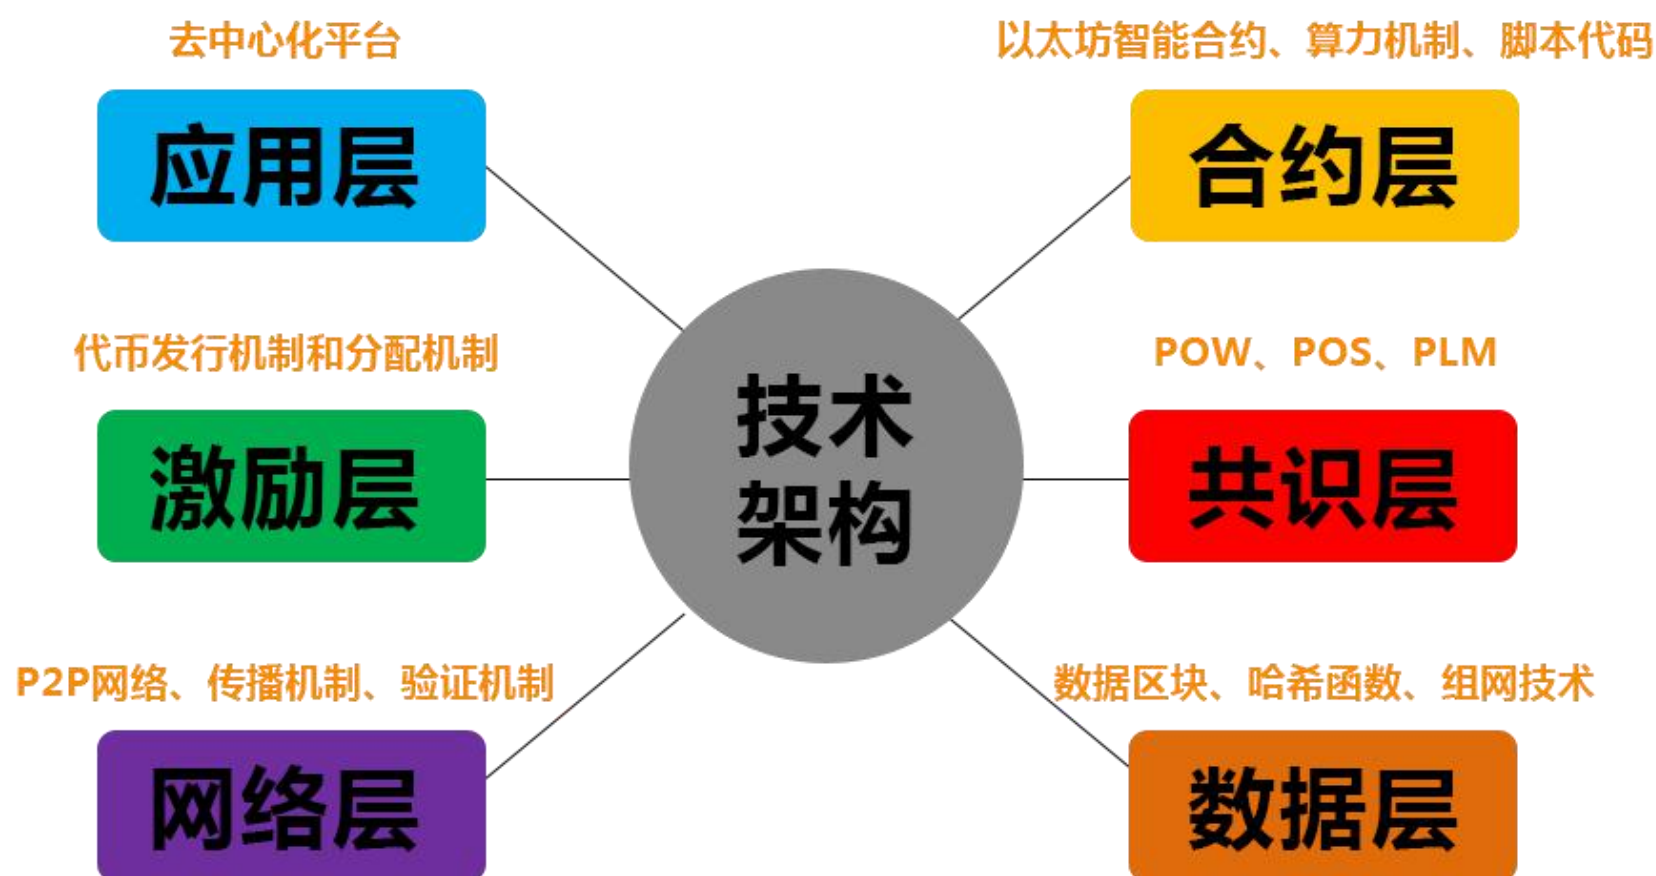 去中心化平台
以太坊智能合约、算力机制、脚本代码
应用层
合约层
代币发行机制和分配机制
POW、POS、PLM
技术
架构
激励层
共识层
P2P网络、传播机制、验证机制
数据区块、哈希函数、组网技术
网络层
数据层